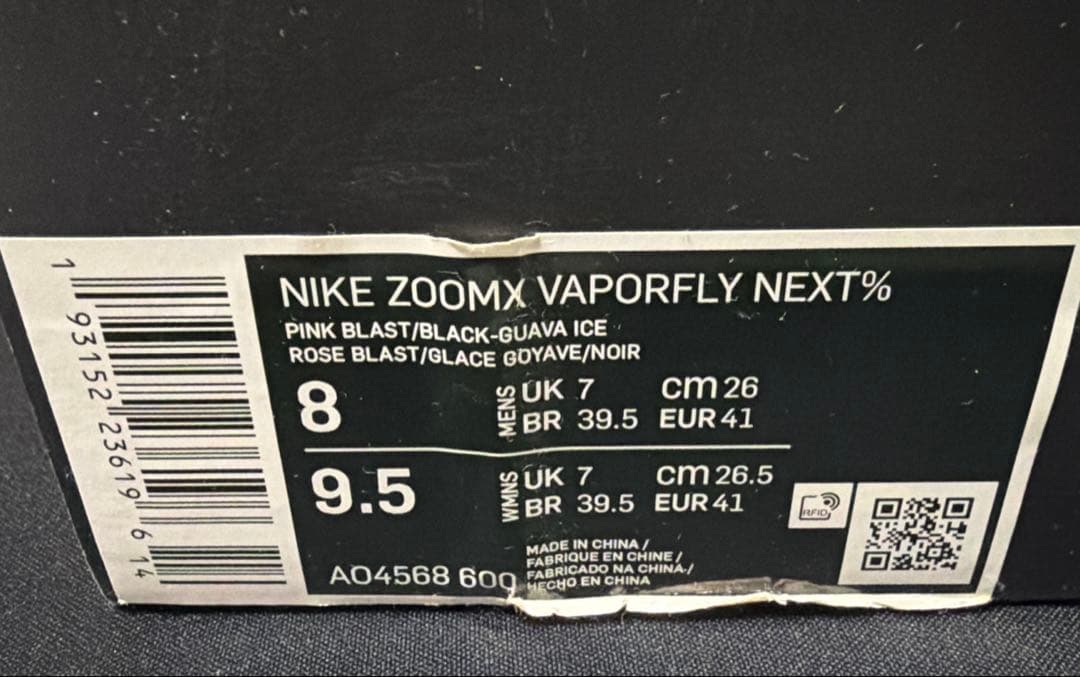 NIKE ZOOMX VAPORFLY NEXT%
PINK BLAST/BLACK-GUAVA ICE
ROSE BLAST/GLACE GOYAVE/NOIR
8 MENS UK 7 cm 26
BR 39.5 EUR 41
9.5 WMNS UK 7 cm 26.5
BR 39.5 EUR 41
RFID
AO4568 600
MADE IN CHINA /
FABRIQUE EN CHINE /
FABRICADO NA CHINA /
HECHO EN CHINA
1 93152 23619 6 14